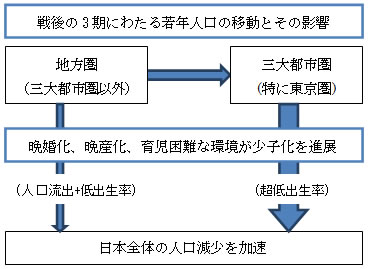 戦後の3期にわたる若年人口の移動とその影響
地方圏
(三大都市圏以外)
三大都市圏
(特に東京圏)
晩婚化、晩産化、育児困難な環境が少子化を進展
(人口流出+低出生率)
(超低出生率)
日本全体の人口減少を加速